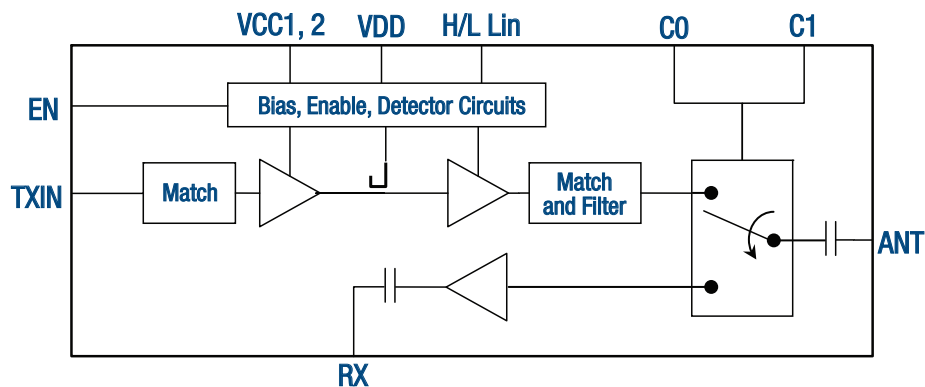 VCC1, 2 VDD H/L Lin C0 C1
EN
Bias, Enable, Detector Circuits
TXIN
Match
Match
and Filter
ANT
RX